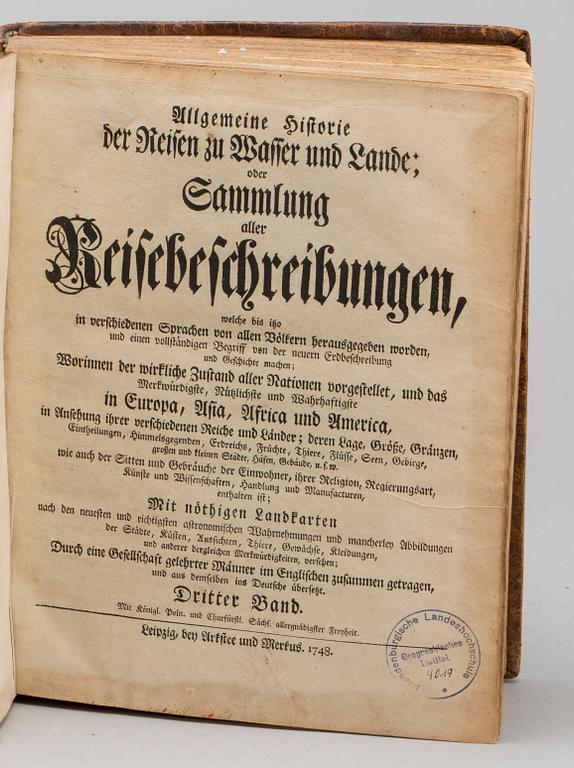 Allgemeine Historie
der Reisen zu Wasser und Lande;
oder
Sammlung
aller
Reisebeschreibungen,
welche bis itzo
in verschiedenen Sprachen von allen Völkern herausgegeben worden,
und einen vollständigen Begriff von der neuern Erdbeschreibung
und Geschichte machen;
Worinnen der wirkliche Zustand aller Nationen vorgestellet, und das
Merkwürdigste, Nützlichste und Wahrhaftigste
in Europa, Asia, Africa und America,
in Ansehung ihrer verschiedenen Reiche und Länder; deren Lage, Größe, Gränzen,
Eintheilungen, Himmelsgegenden, Erdreichs, Früchte, Thiere, Flüsse, Seen, Gebirge,
großen und kleinen Städte, Häfen, Gebäude, u. s. w.
wie auch der Sitten und Gebräuche der Einwohner, ihrer Religion, Regierungsart,
Künste und Wissenschaften, Handlung und Manufacturen,
enthalten ist;
Mit nöthigen Landkarten
nach den neuesten und richtigsten astronomischen Wahrnehmungen und mancherley Abbildungen
der Städte, Küsten, Aussichten, Thiere, Gewächse, Kleidungen,
und anderer dergleichen Merkwürdigkeiten, versehen;
Durch eine Gesellschaft gelehrter Männer im Englischen zusammen getragen,
und aus demselben ins Deutsche übersetzt.
Dritter Band.
Mit Königl. Poln. und Churfürstl. Sächs. allergnädigster Freyheit.
Leipzig, bey Arkstee und Merkus. 1748.
Brandenburgische Landeshochschule
Geographisches
Institut
4019